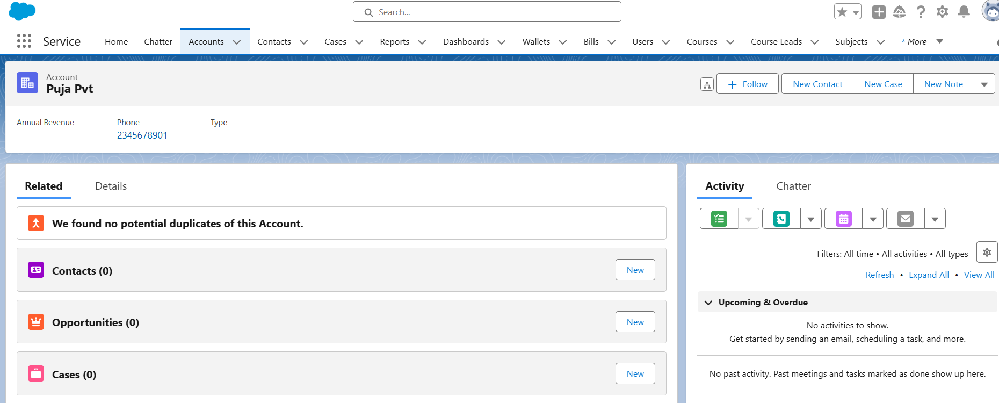 Search...
Service
Home
Chatter
Accounts
Contacts
Cases
Reports
Dashboards
Wallets
Bills
Users
Courses
Course Leads
Subjects
* More
Account
Puja Pvt
Follow
New Contact
New Case
New Note
Annual Revenue
Phone
Type
2345678901
Related
Details
We found no potential duplicates of this Account.
Contacts (0)
New
Opportunities (0)
New
Cases (0)
New
Activity
Chatter
Filters: All time • All activities • All types
Refresh • Expand All • View All
Upcoming & Overdue
No activities to show.
Get started by sending an email, scheduling a task, and more.
No past activity. Past meetings and tasks marked as done show up here.